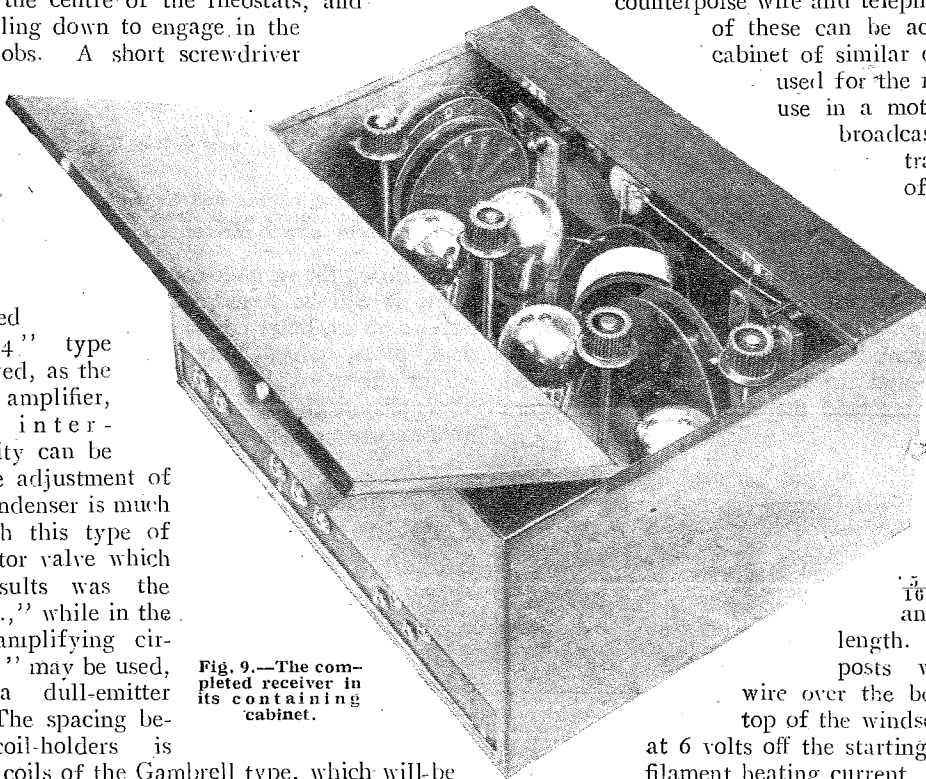 the centre of the rheostats, and
ling down to engage in the
obs. A short screwdriver
counterpoise wire and teleph
of these can be ac
cabinet of similar
used for the
use in a mot
broadcas
tra
of
ed
4" type
ed, as the
amplifier,
inter-
ity can be
adjustment of
ndenser is much
h this type of
tor valve which
sults was the
.," while in the
amplifying cir-
" may be used,
a dull-emitter
The spacing be-
coil-holders is
coils of the Gambrell type, which will be
Fig. 9.—The com-
pleted receiver in
its containing
cabinet.
5/16
an
length.
posts w
wire over the bo
top of the windsc
at 6 volts off the starting
filament heating current